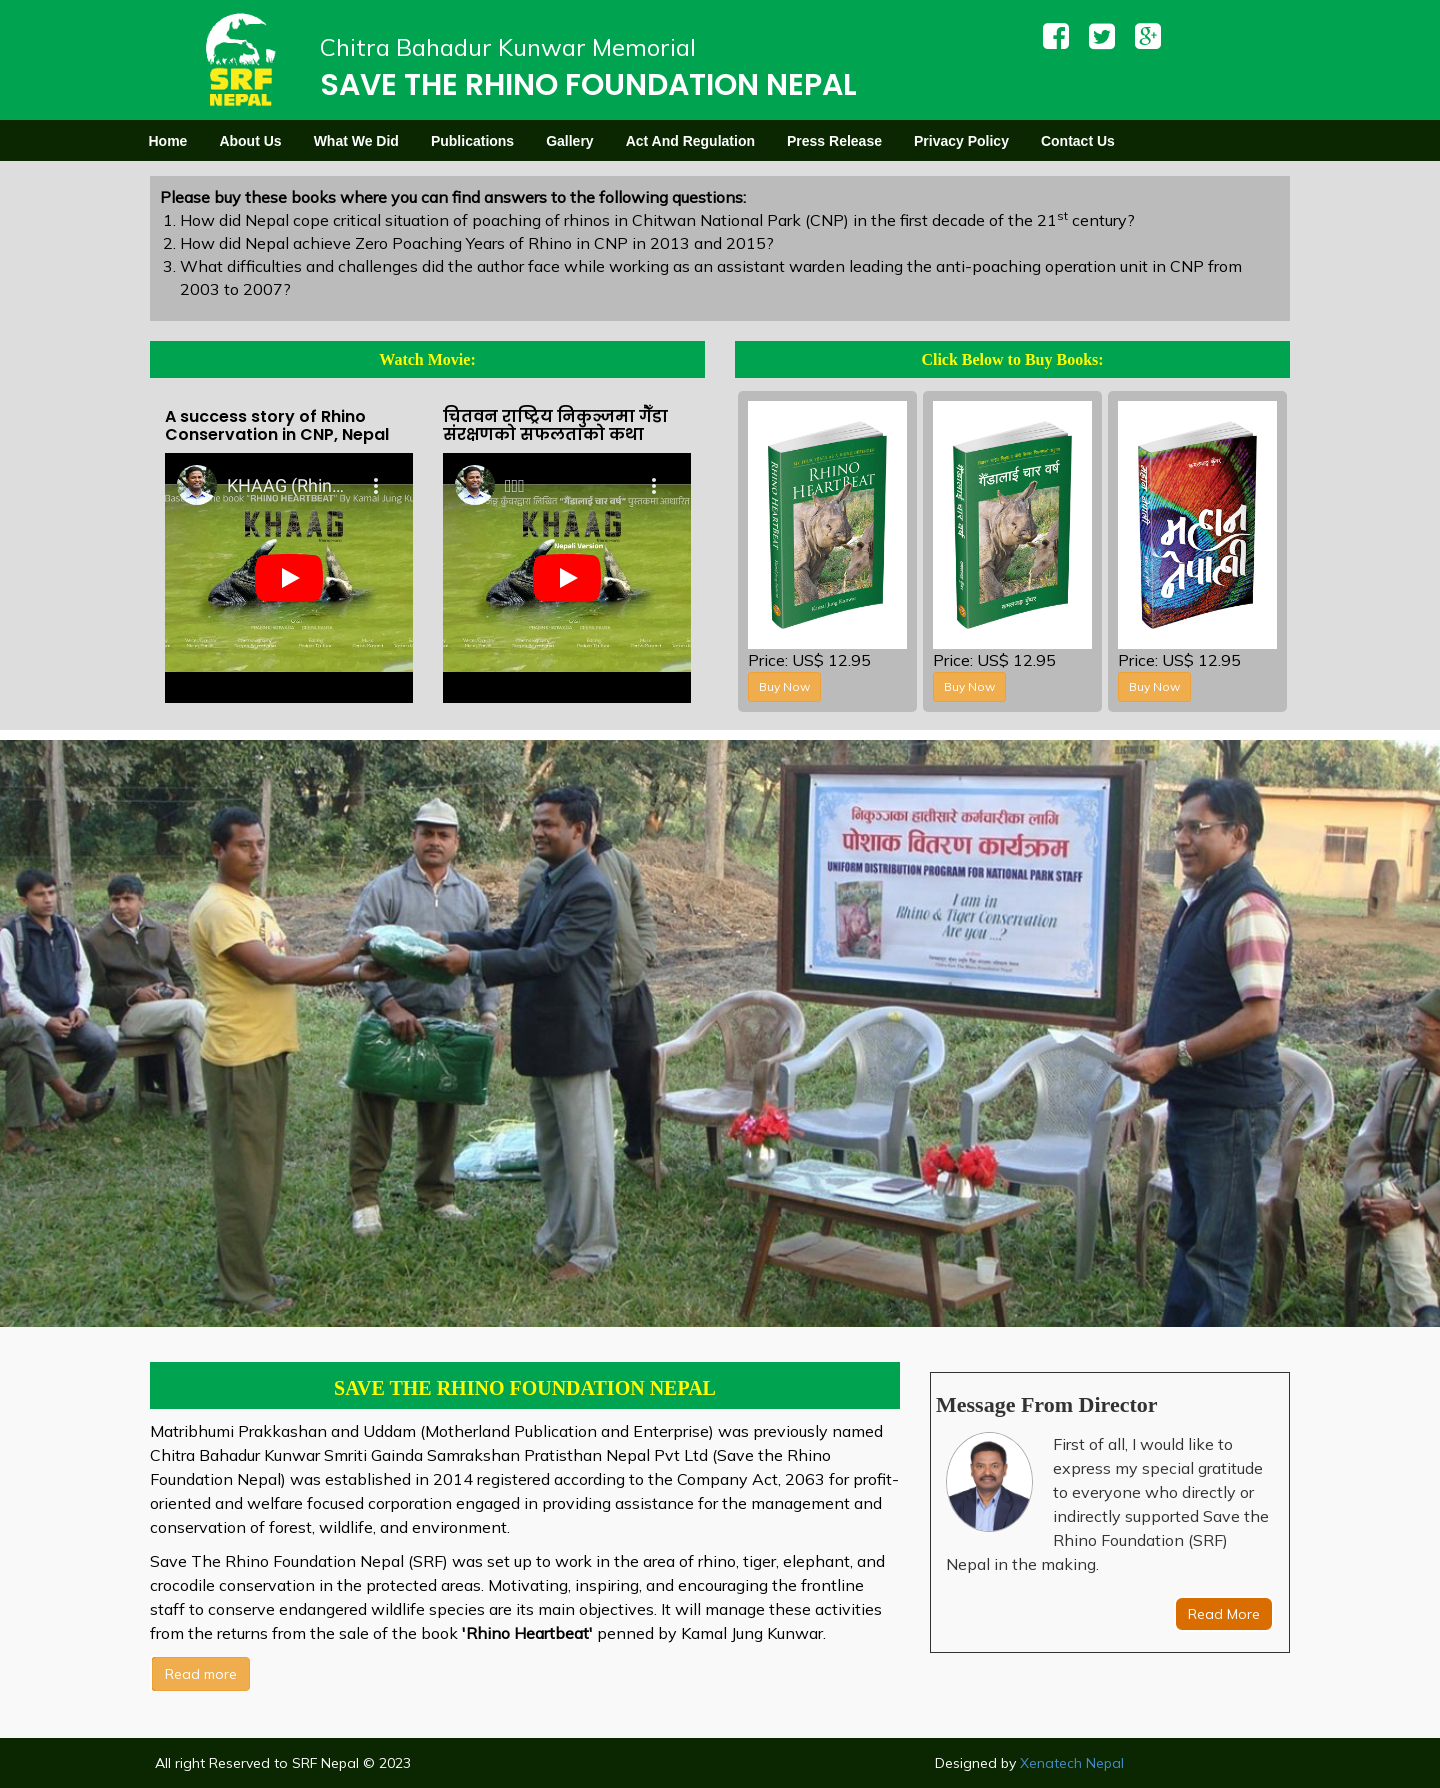 SRF
NEPAL
Chitra Bahadur Kunwar Memorial
SAVE THE RHINO FOUNDATION NEPAL
Home About Us What We Did Publications Gallery Act And Regulation Press Release Privacy Policy Contact Us
Please buy these books where you can find answers to the following questions:
1. How did Nepal cope critical situation of poaching of rhinos in Chitwan National Park (CNP) in the first decade of the 21st century?
2. How did Nepal achieve Zero Poaching Years of Rhino in CNP in 2013 and 2015?
3. What difficulties and challenges did the author face while working as an assistant warden leading the anti-poaching operation unit in CNP from
2003 to 2007?
Watch Movie:
A success story of Rhino
Conservation in CNP, Nepal
KHAAG (Rhin...
the book "RHINO HEARTBEAT" By Kamal Jung Ku
KHAAG
चितवन राष्ट्रिय निकुञ्जमा गैँडा
संरक्षणको सफलताको कथा
कुँवरद्वारा लिखित "गैंडालाई चार वर्ष" पुस्तकमा आधारित
KHAAG
Nepali Version
Click Below to Buy Books:
RHINO
HEARTBEAT
RHINO HEARTBEAT
Kamal Jung Kunwar
Price: US$ 12.95
Buy Now
गैंडालाई चार वर्ष
गैंडालाई चार वर्ष
कमलजङ्ग कुँवर
Price: US$ 12.95
Buy Now
कमलजङ्ग कुँवर
महान नेपाली
महान
नेपाली
Price: US$ 12.95
Buy Now
ELECTRIC FENCE
निकुञ्जका हात्तीसारे कर्मचारीका लागि
पोशाक वितरण कार्यक्रम
UNIFORM DISTRIBUTION PROGRAM FOR NATIONAL PARK STAFF
I am in
Rhino & Tiger Conservation
Are you ....?
SAVE THE RHINO FOUNDATION NEPAL
Matribhumi Prakkashan and Uddam (Motherland Publication and Enterprise) was previously named
Chitra Bahadur Kunwar Smriti Gainda Samrakshan Pratisthan Nepal Pvt Ltd (Save the Rhino
Foundation Nepal) was established in 2014 registered according to the Company Act, 2063 for profit-
oriented and welfare focused corporation engaged in providing assistance for the management and
conservation of forest, wildlife, and environment.
Save The Rhino Foundation Nepal (SRF) was set up to work in the area of rhino, tiger, elephant, and
crocodile conservation in the protected areas. Motivating, inspiring, and encouraging the frontline
staff to conserve endangered wildlife species are its main objectives. It will manage these activities
from the returns from the sale of the book 'Rhino Heartbeat' penned by Kamal Jung Kunwar.
Read more
Message From Director
First of all, I would like to
express my special gratitude
to everyone who directly or
indirectly supported Save the
Rhino Foundation (SRF)
Nepal in the making.
Read More
All right Reserved to SRF Nepal © 2023
Designed by Xenatech Nepal